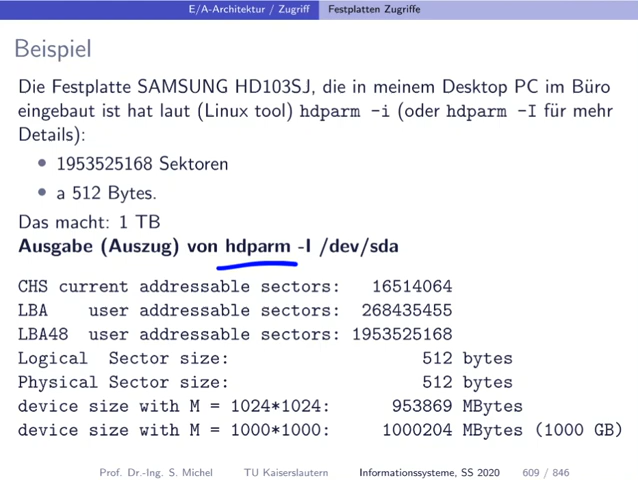 E/A-Architektur / Zugriff Festplatten Zugriffe
Beispiel
Die Festplatte SAMSUNG HD103SJ, die in meinem Desktop PC im Büro
eingebaut ist hat laut (Linux tool) hdparm -i (oder hdparm -I für mehr
Details):
• 1953525168 Sektoren
• a 512 Bytes.
Das macht: 1 TB
Ausgabe (Auszug) von hdparm -I /dev/sda
CHS current addressable sectors: 16514064
LBA user addressable sectors: 268435455
LBA48 user addressable sectors: 1953525168
Logical Sector size: 512 bytes
Physical Sector size: 512 bytes
device size with M = 1024*1024: 953869 MBytes
device size with M = 1000*1000: 1000204 MBytes (1000 GB)
Prof. Dr.-Ing. S. Michel TU Kaiserslautern Informationssysteme, SS 2020 609 / 846